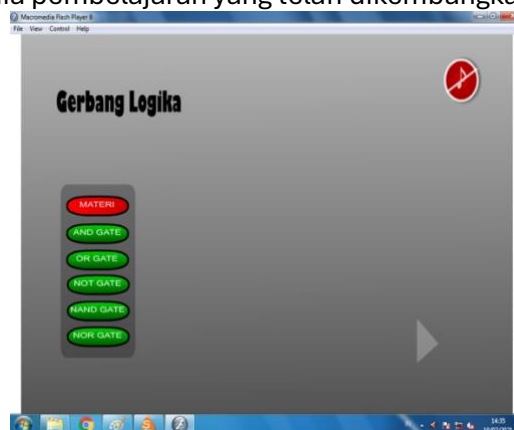 Macromedia Flash Player 8
File View Control Help
Gerbang Logika
MATERI
AND GATE
OR GATE
NOT GATE
NAND GATE
NOR GATE
14:35